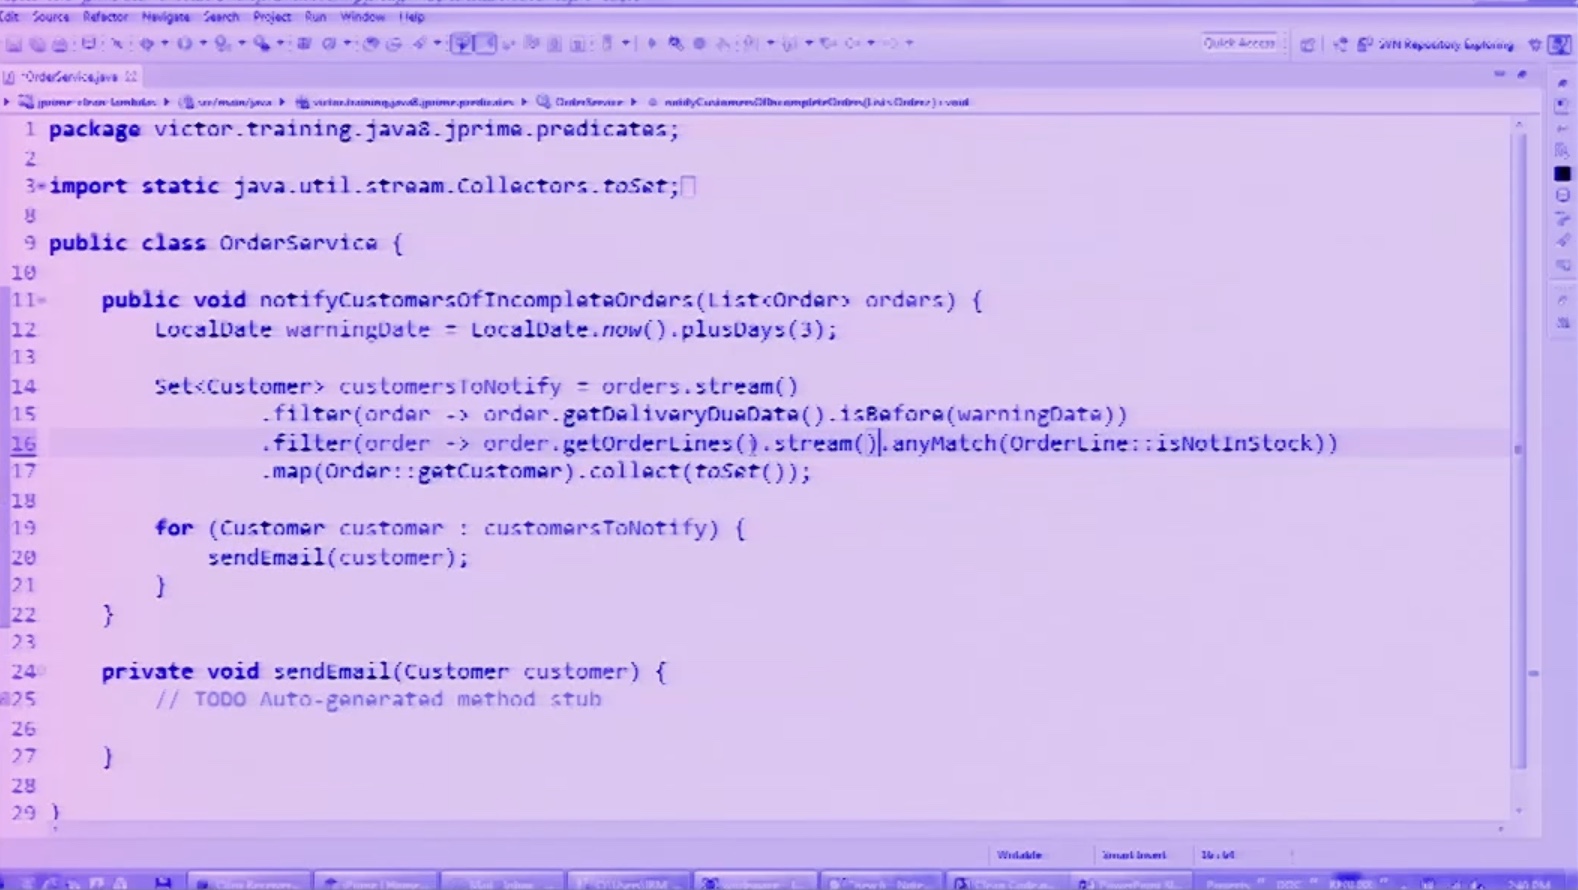 Edit Source Refactor Navigate Search Project Run Window Help
Quick Access SVN Repository Exploring
*OrderService.java
jprime-clean-lambdas src/main/java victor.training.java8.jprime.predicates OrderService notifyCustomersOfIncompleteOrders(List<Order>) : void
1 package victor.training.java8.jprime.predicates;
2
3 import static java.util.stream.Collectors.toSet;
8
9 public class OrderService {
10
11 public void notifyCustomersOfIncompleteOrders(List<Order> orders) {
12 LocalDate warningDate = LocalDate.now().plusDays(3);
13
14 Set<Customer> customersToNotify = orders.stream()
15 .filter(order -> order.getDeliveryDueDate().isBefore(warningDate))
16 .filter(order -> order.getOrderLines().stream().anyMatch(OrderLine::isNotInStock))
17 .map(Order::getCustomer).collect(toSet());
18
19 for (Customer customer : customersToNotify) {
20 sendEmail(customer);
21 }
22 }
23
24 private void sendEmail(Customer customer) {
25 // TODO Auto-generated method stub
26
27 }
28
29 }
Writable Smart Insert 16 : 64